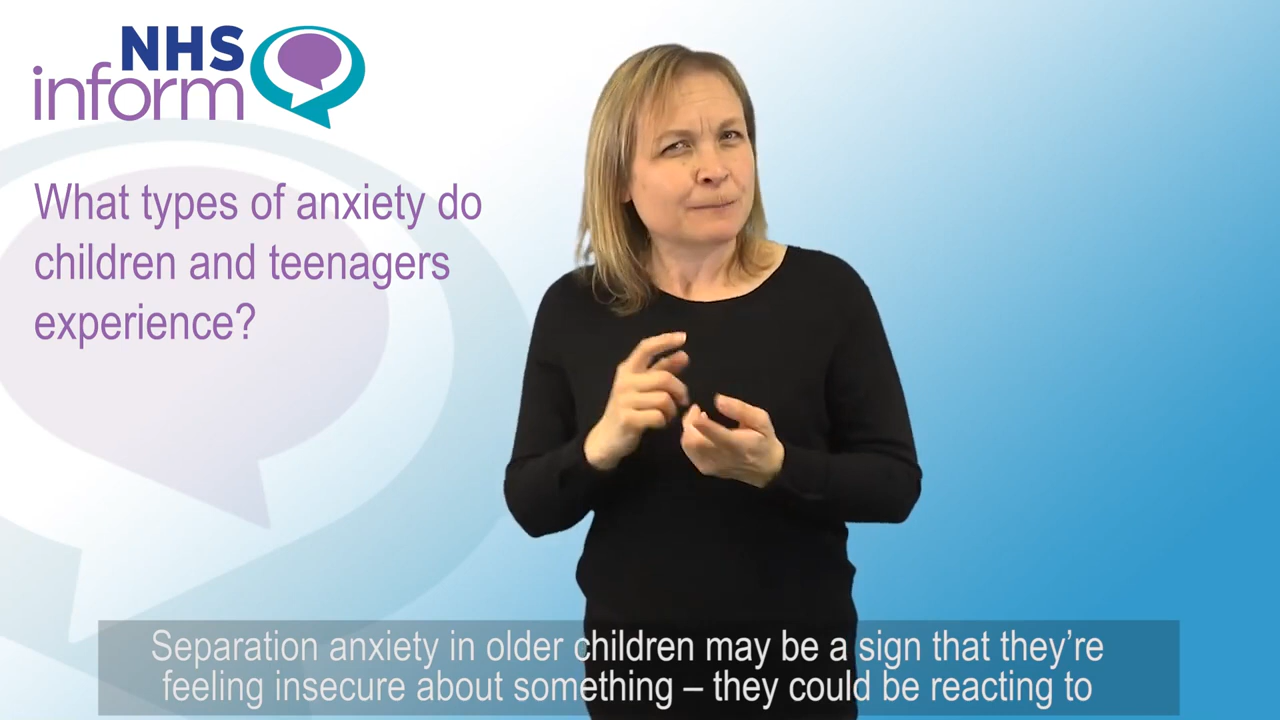 NHS
inform
What types of anxiety do
children and teenagers
experience?
Separation anxiety in older children may be a sign that they’re
feeling insecure about something – they could be reacting to